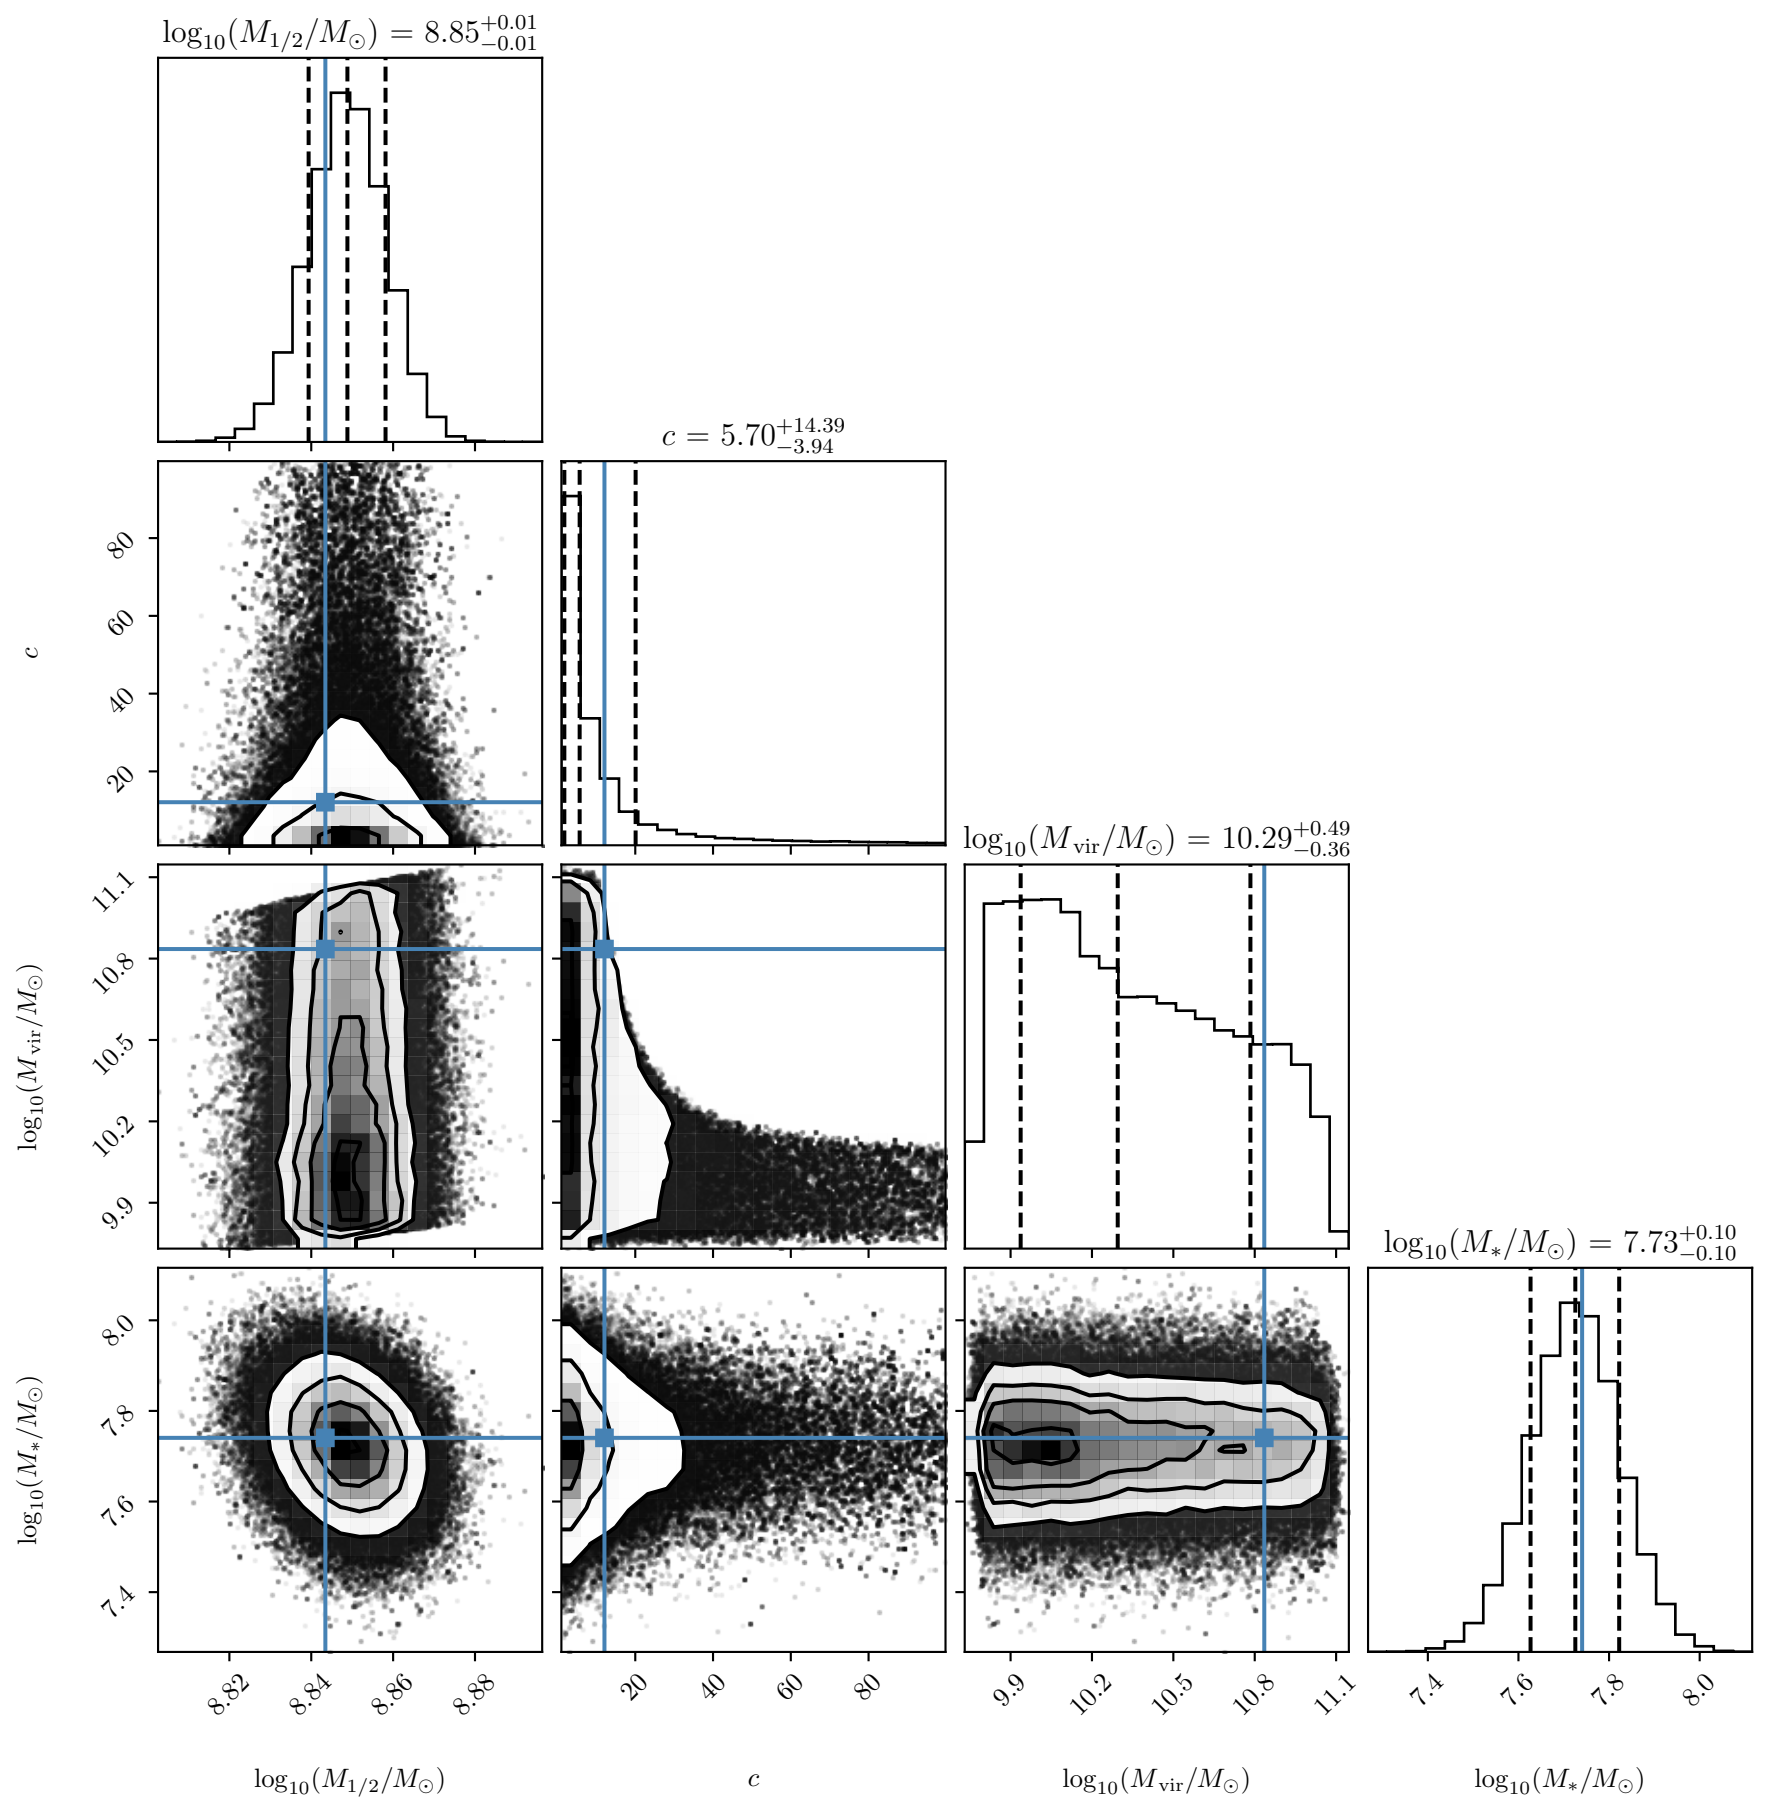 log₁₀(M₁/₂/M⊙) = 8.85⁺⁰·⁰¹₋₀.₀₁
c = 5.70⁺¹⁴·³⁹₋₃.₉₄
80
60
40
20
c
log₁₀(Mvir/M⊙) = 10.29⁺⁰·⁴⁹₋₀.₃₆
11.1
10.8
10.5
10.2
9.9
log₁₀(Mvir/M⊙)
log₁₀(M∗/M⊙) = 7.73⁺⁰·¹⁰₋₀.₁₀
8.0
7.8
7.6
7.4
log₁₀(M∗/M⊙)
8.82 8.84 8.86 8.88 20 40 60 80 9.9 10.2 10.5 10.8 11.1 7.4 7.6 7.8 8.0
log₁₀(M₁/₂/M⊙) c log₁₀(Mvir/M⊙) log₁₀(M∗/M⊙)